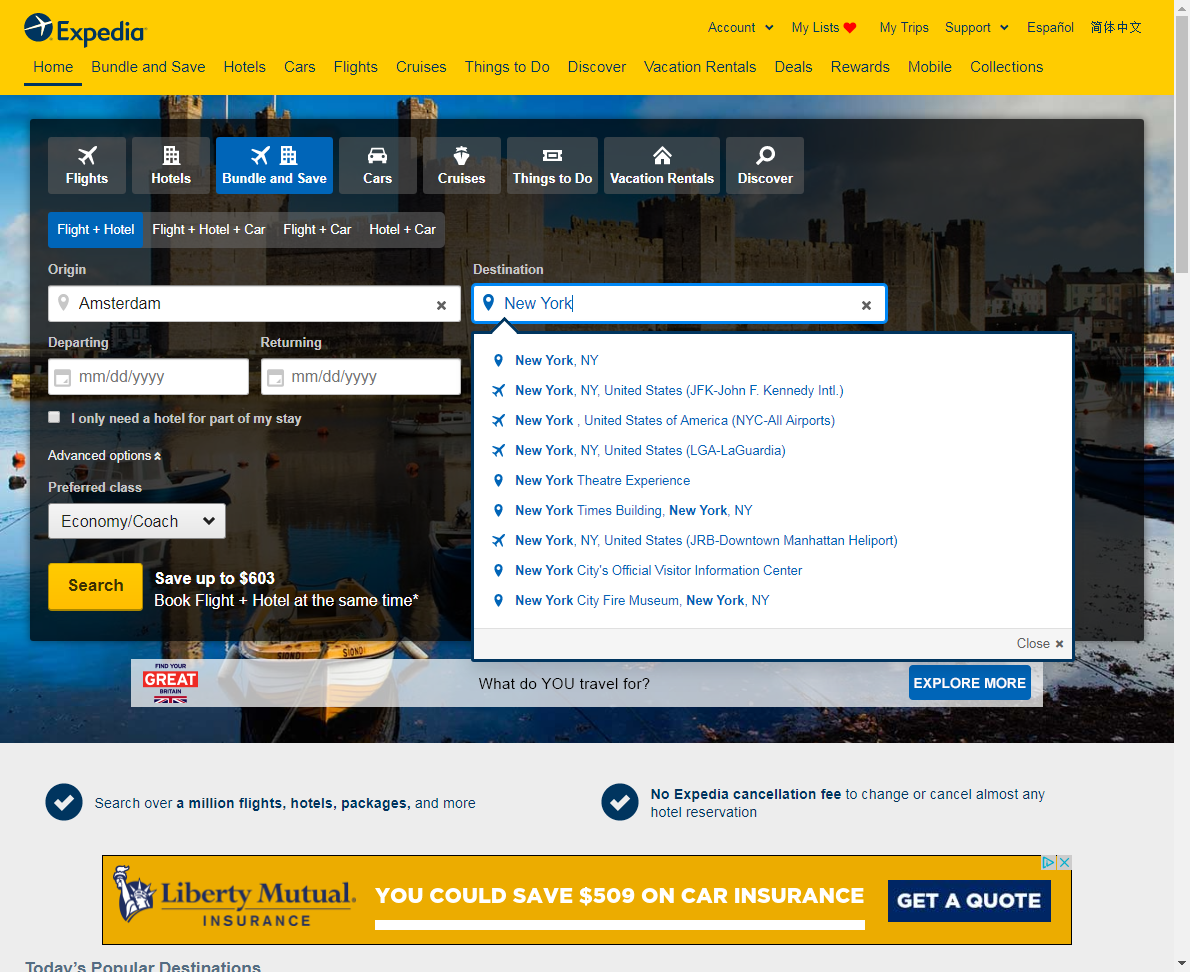 Expedia
Account My Lists My Trips Support Español 简体中文
Home Bundle and Save Hotels Cars Flights Cruises Things to Do Discover Vacation Rentals Deals Rewards Mobile Collections
Flights Hotels Bundle and Save Cars Cruises Things to Do Vacation Rentals Discover
Flight + Hotel Flight + Hotel + Car Flight + Car Hotel + Car
Origin Destination
Amsterdam New York
Departing Returning
mm/dd/yyyy mm/dd/yyyy
I only need a hotel for part of my stay
Advanced options
Preferred class
Economy/Coach
Search
Save up to $603
Book Flight + Hotel at the same time*
New York, NY
New York, NY, United States (JFK-John F. Kennedy Intl.)
New York , United States of America (NYC-All Airports)
New York, NY, United States (LGA-LaGuardia)
New York Theatre Experience
New York Times Building, New York, NY
New York, NY, United States (JRB-Downtown Manhattan Heliport)
New York City's Official Visitor Information Center
New York City Fire Museum, New York, NY
Close
SIONDI SIONDI
FIND YOUR
GREAT
BRITAIN
What do YOU travel for?
EXPLORE MORE
Search over a million flights, hotels, packages, and more
No Expedia cancellation fee to change or cancel almost any
hotel reservation
Liberty Mutual.
INSURANCE
YOU COULD SAVE $509 ON CAR INSURANCE
GET A QUOTE
Today's Popular Destinations